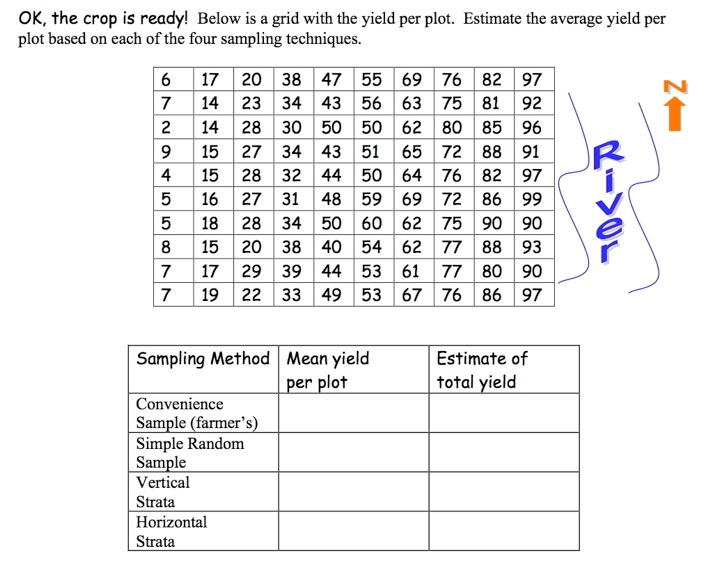 OK, the crop is ready! Below is a grid with the yield per plot. Estimate the average yield per
plot based on each of the four sampling techniques.
6 17 20 38 47 55 69 76 82 97
7 14 23 34 43 56 63 75 81 92
2 14 28 30 50 50 62 80 85 96
9 15 27 34 43 51 65 72 88 91
4 15 28 32 44 50 64 76 82 97
5 16 27 31 48 59 69 72 86 99
5 18 28 34 50 60 62 75 90 90
8 15 20 38 40 54 62 77 88 93
7 17 29 39 44 53 61 77 80 90
7 19 22 33 49 53 67 76 86 97
River
N
Sampling Method Mean yield Estimate of
per plot total yield
Convenience
Sample (farmer's)
Simple Random
Sample
Vertical
Strata
Horizontal
Strata